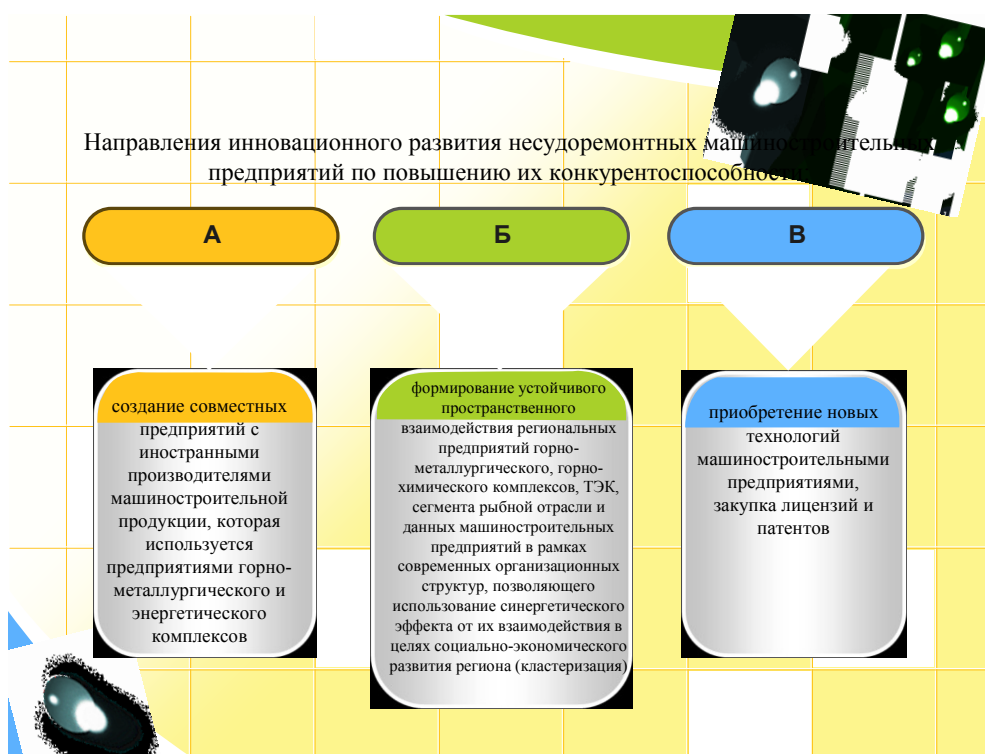 Направления инновационного развития несудоремонтных машиностроительных
предприятий по повышению их конкурентоспособности
А
Б
В
создание совместных
предприятий с
иностранными
производителями
машиностроительной
продукции, которая
используется
предприятиями горно-
металлургического и
энергетического
комплексов
формирование устойчивого
пространственного
взаимодействия региональных
предприятий горно-
металлургического, горно-
химического комплексов, ТЭК,
сегмента рыбной отрасли и
данных машиностроительных
предприятий в рамках
современных организационных
структур, позволяющего
использование синергетического
эффекта от их взаимодействия в
целях социально-экономического
развития региона (кластеризация)
приобретение новых
технологий
машиностроительными
предприятиями,
закупка лицензий и
патентов